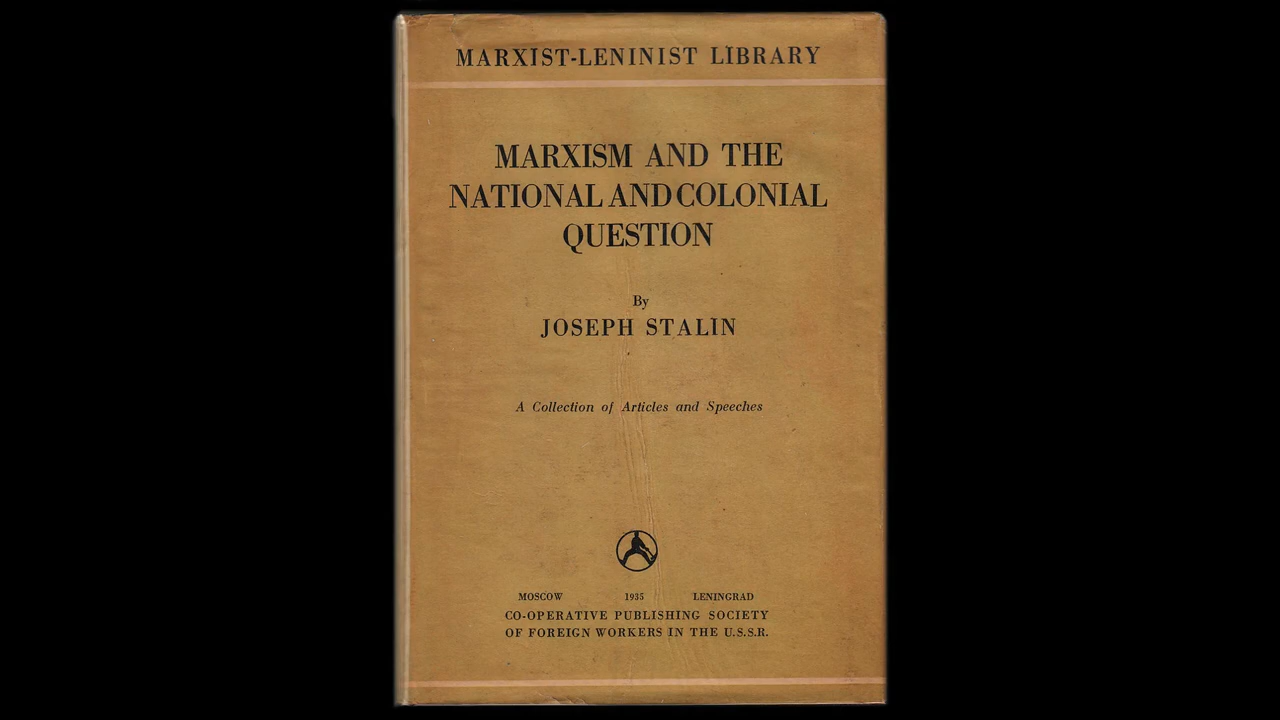 MARXIST-LENINIST LIBRARY
MARXISM AND THE
NATIONAL AND COLONIAL
QUESTION
By
JOSEPH STALIN
A Collection of Articles and Speeches
MOSCOW 1935 LENINGRAD
CO-OPERATIVE PUBLISHING SOCIETY
OF FOREIGN WORKERS IN THE U.S.S.R.